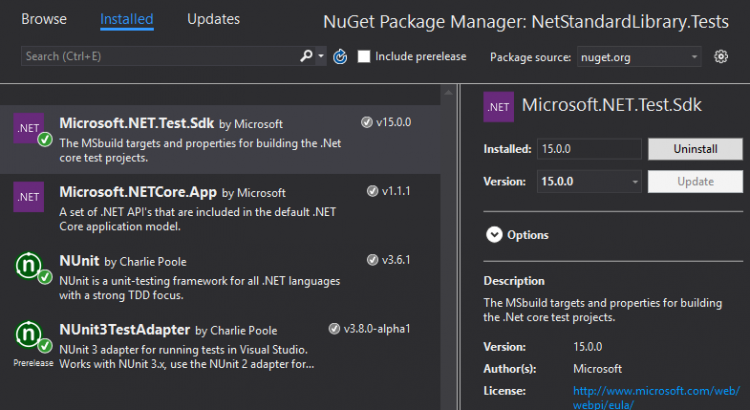 Browse Installed Updates NuGet Package Manager: NetStandardLibrary.Tests
Search (Ctrl+E) Include prerelease Package source: nuget.org
.NET Microsoft.NET.Test.Sdk by Microsoft v15.0.0
The MSbuild targets and properties for building the .Net
core test projects.
.NET Microsoft.NETCore.App by Microsoft v1.1.1
A set of .NET API's that are included in the default .NET
Core application model.
n NUnit by Charlie Poole v3.6.1
NUnit is a unit-testing framework for all .NET languages
with a strong TDD focus.
n NUnit3TestAdapter by Charlie Poole v3.8.0-alpha1
NUnit 3 adapter for running tests in Visual Studio.
Prerelease Works with NUnit 3.x, use the NUnit 2 adapter for...
.NET Microsoft.NET.Test.Sdk
Installed: 15.0.0 Uninstall
Version: 15.0.0 Update
Options
Description
The MSbuild targets and properties for building
the .Net core test projects.
Version: 15.0.0
Author(s): Microsoft
License: http://www.microsoft.com/web/
webpi/eula/